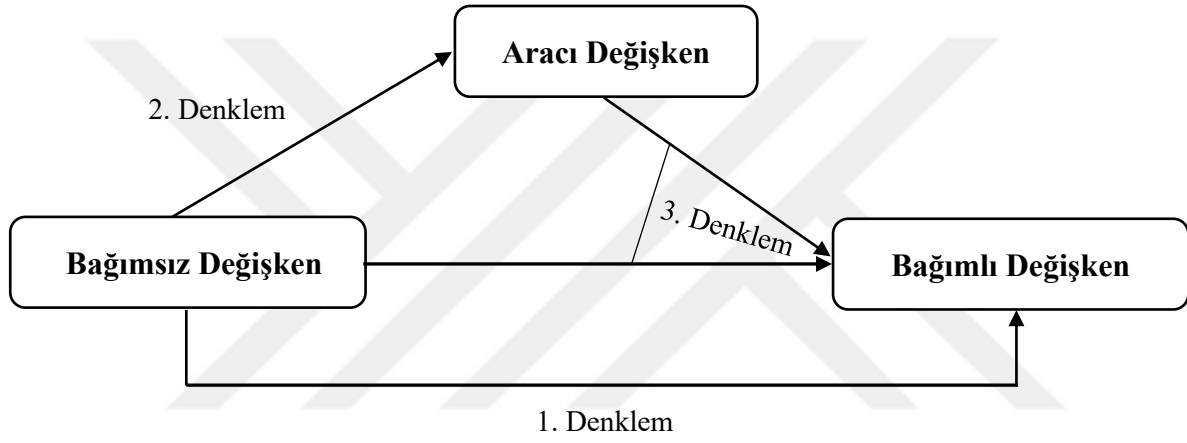 Aracı Değişken
2. Denklem
3. Denklem
Bağımsız Değişken
Bağımlı Değişken
1. Denklem